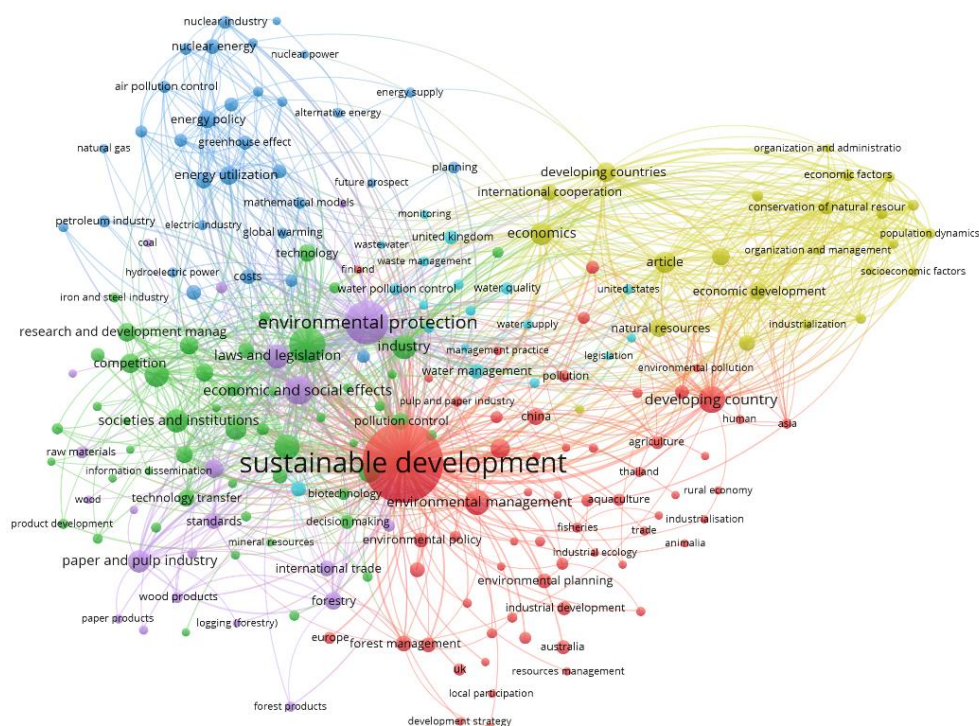 nuclear industry
nuclear energy
nuclear power
air pollution control
energy supply
alternative energy
energy policy
greenhouse effect
natural gas
organization and administratio
developing countries
economic factors
planning
energy utilization
future prospect
international cooperation
mathematical models
conservation of natural resour
monitoring
petroleum industry
electric industry
global warming
united kingdom
economics
population dynamics
coal
wastewater
technology
waste management
organization and management
finland
article
hydroelectric power
costs
water pollution control
water quality
united states
socioeconomic factors
iron and steel industry
economic development
environmental protection
water supply
natural resources
industrialization
research and development manag
laws and legislation
industry
management practice
legislation
competition
water management
environmental pollution
economic and social effects
pollution
pulp and paper industry
developing country
societies and institutions
pollution control
china
human
asia
raw materials
agriculture
sustainable development
information dissemination
thailand
wood
biotechnology
technology transfer
environmental management
aquaculture
rural economy
product development
standards
decision making
fisheries
trade
industrialisation
mineral resources
environmental policy
animalia
industrial ecology
paper and pulp industry
international trade
environmental planning
wood products
forestry
industrial development
paper products
logging (forestry)
europe
forest management
australia
uk
resources management
local participation
forest products
development strategy